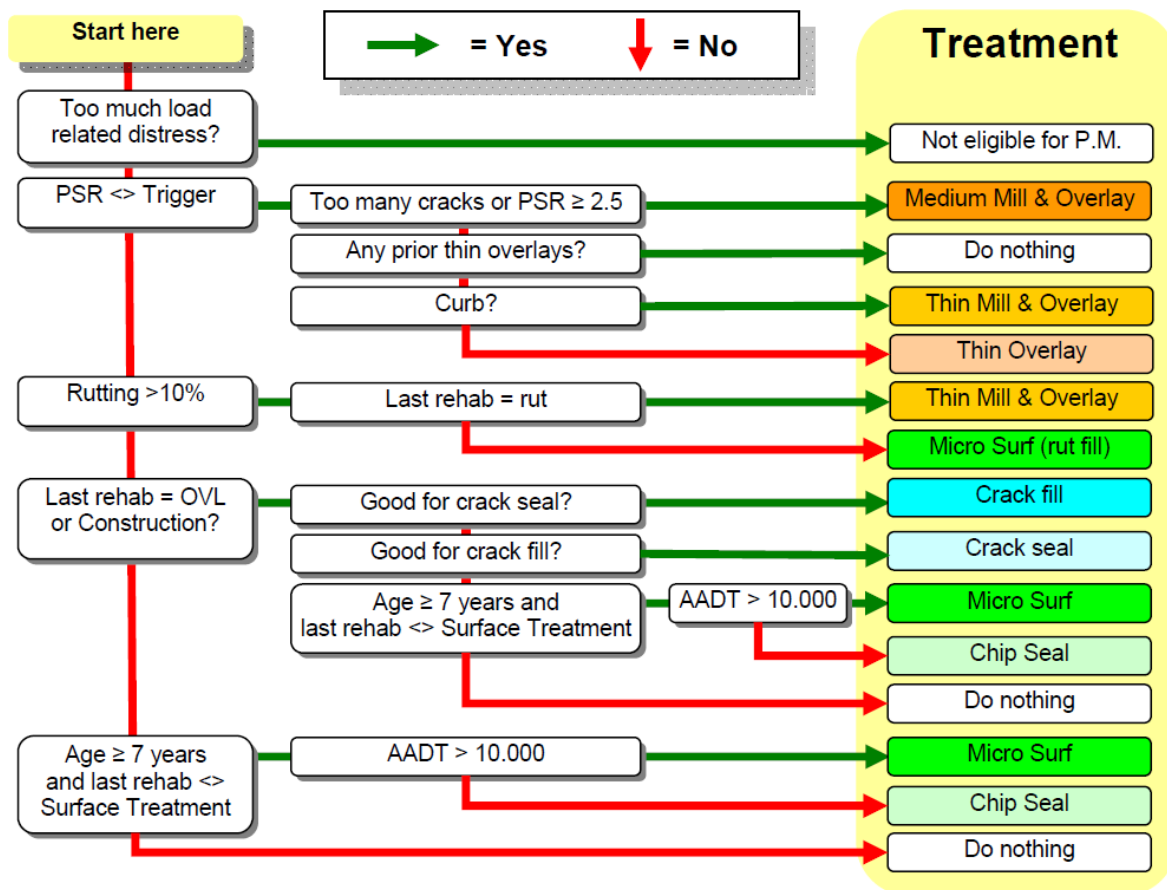 Start here
= Yes
= No
Treatment
Too much load
related distress?
Not eligible for P.M.
PSR <> Trigger
Too many cracks or PSR ≥ 2.5
Medium Mill & Overlay
Any prior thin overlays?
Do nothing
Curb?
Thin Mill & Overlay
Thin Overlay
Rutting >10%
Last rehab = rut
Thin Mill & Overlay
Micro Surf (rut fill)
Last rehab = OVL
or Construction?
Good for crack seal?
Crack fill
Good for crack fill?
Crack seal
Age ≥ 7 years and
last rehab <> Surface Treatment
AADT > 10.000
Micro Surf
Chip Seal
Do nothing
Age ≥ 7 years
and last rehab <>
Surface Treatment
AADT > 10.000
Micro Surf
Chip Seal
Do nothing